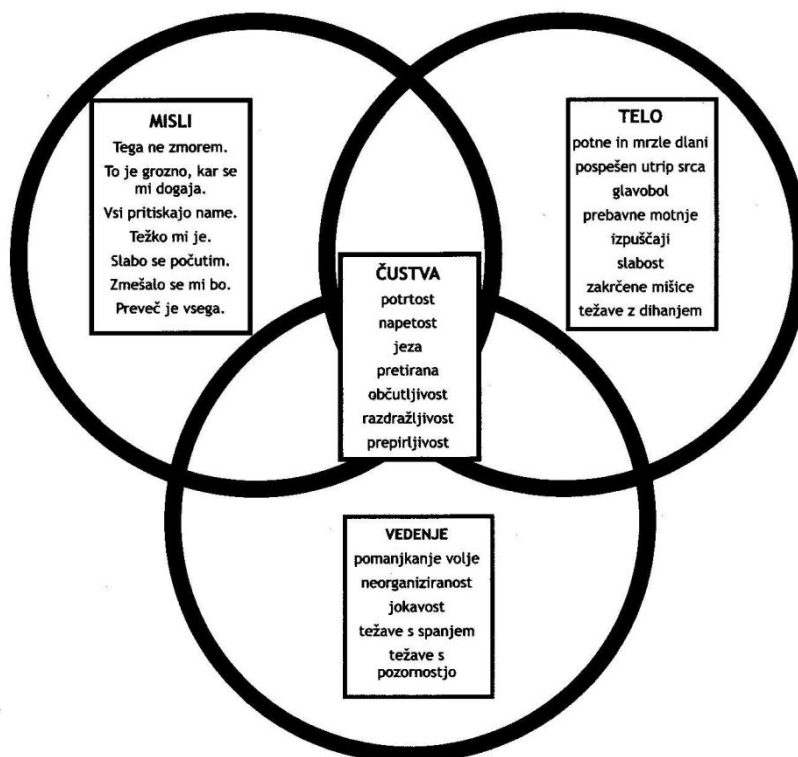 MISLI
Tega ne zmorem.
To je grozno, kar se
mi dogaja.
Vsi pritiskajo name.
Težko mi je.
Slabo se počutim.
Zmešalo se mi bo.
Preveč je vsega.
TELO
potne in mrzle dlani
pospešen utrip srca
glavobol
prebavne motnje
izpuščaji
slabost
zakrčene mišice
težave z dihanjem
ČUSTVA
potrtost
napetost
jeza
pretirana
občutljivost
razdražljivost
prepirljivost
VEDENJE
pomanjkanje volje
neorganiziranost
jokavost
težave s spanjem
težave s
pozornostjo